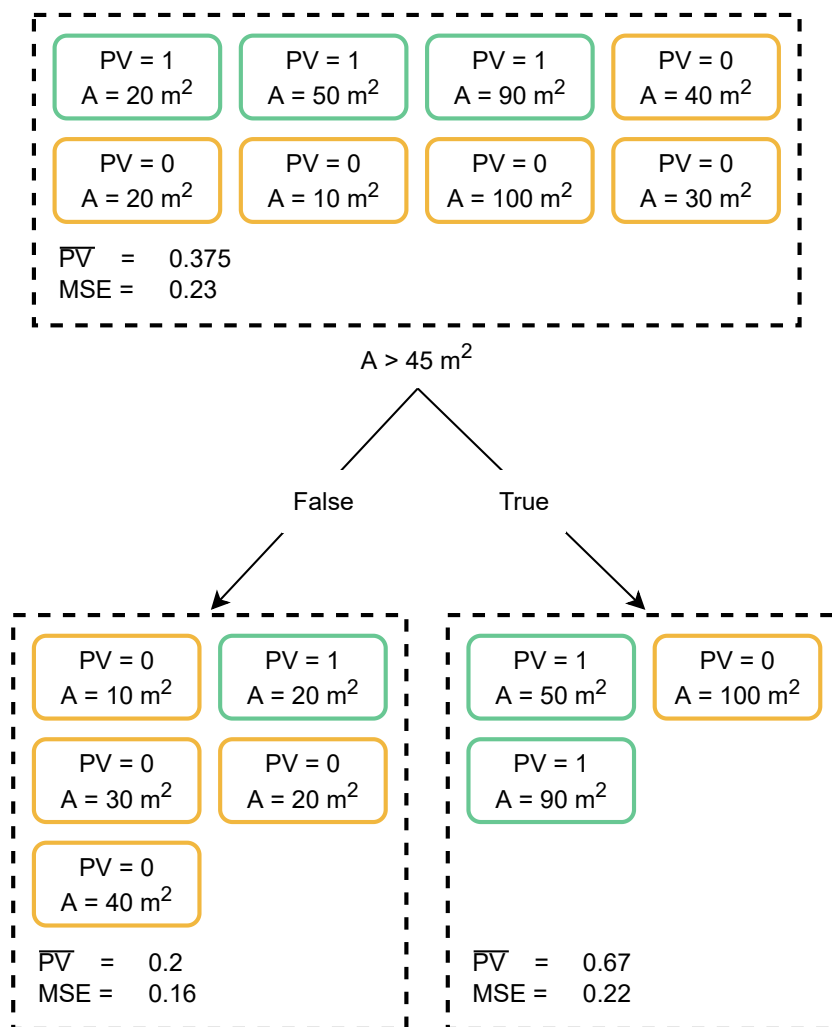 PV = 1
A = 20 m²
PV = 1
A = 50 m²
PV = 1
A = 90 m²
PV = 0
A = 40 m²
PV = 0
A = 20 m²
PV = 0
A = 10 m²
PV = 0
A = 100 m²
PV = 0
A = 30 m²
P̅V̅ = 0.375
MSE = 0.23
A > 45 m²
False
True
PV = 0
A = 10 m²
PV = 1
A = 20 m²
PV = 0
A = 30 m²
PV = 0
A = 20 m²
PV = 0
A = 40 m²
P̅V̅ = 0.2
MSE = 0.16
PV = 1
A = 50 m²
PV = 0
A = 100 m²
PV = 1
A = 90 m²
P̅V̅ = 0.67
MSE = 0.22